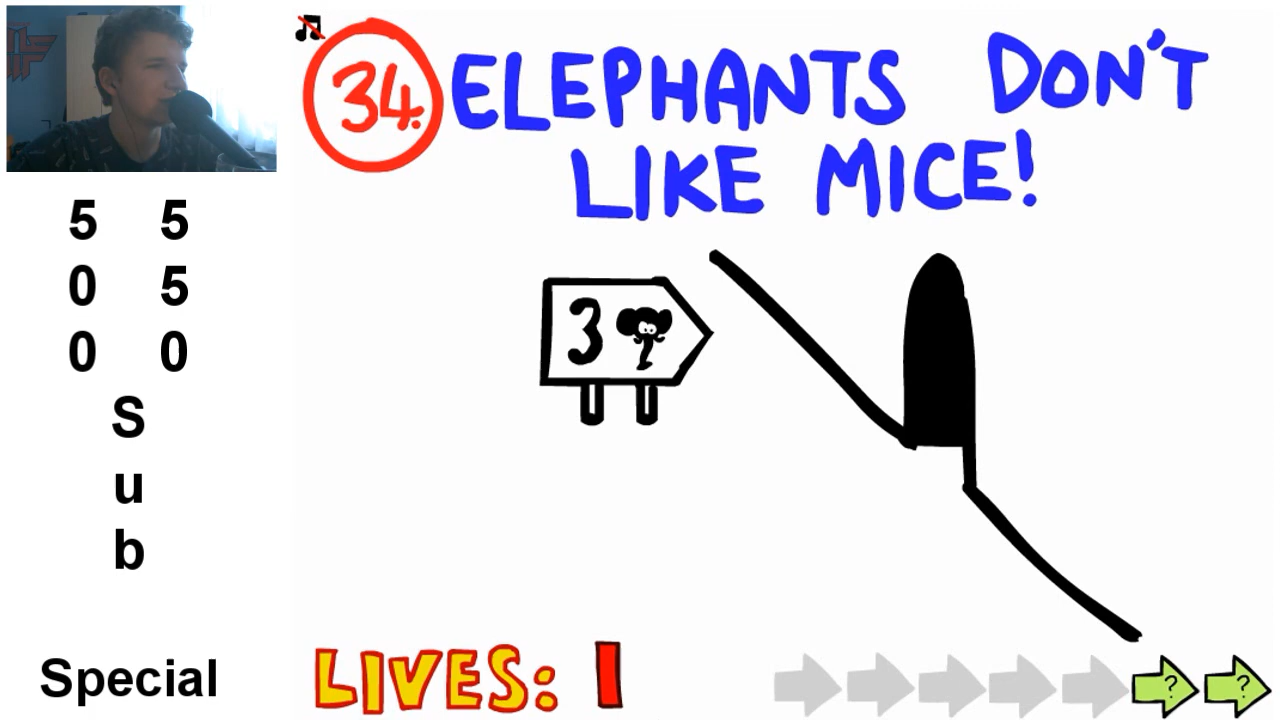 34. ELEPHANTS DON'T
LIKE MICE!
5 5
0 5
0 0
S
u
b
3
Special
LIVES: 1
? ?